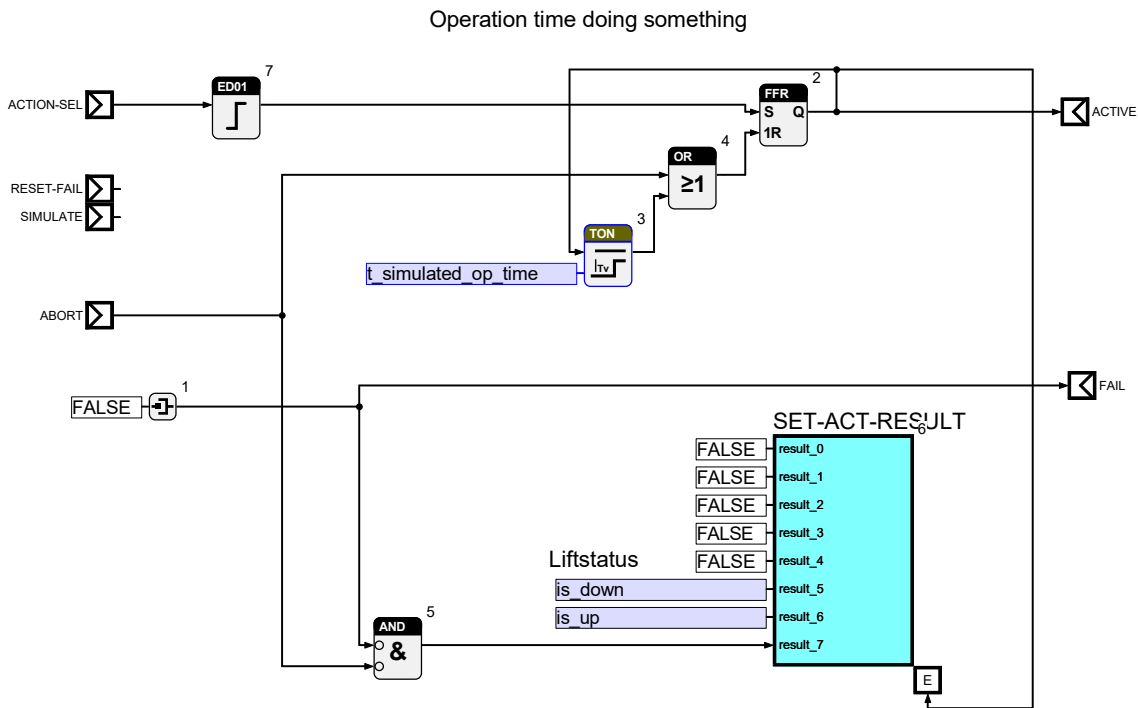 Operation time doing something
7
ED01
ACTION-SEL
2
FFR
S Q
1R
ACTIVE
4
OR
≥1
RESET-FAIL
SIMULATE
3
TON
Tv
t_simulated_op_time
ABORT
1
FALSE
FAIL
SET-ACT-RESULT
6
FALSE result_0
FALSE result_1
FALSE result_2
FALSE result_3
FALSE result_4
Liftstatus
is_down result_5
is_up result_6
5
AND
&
result_7
E